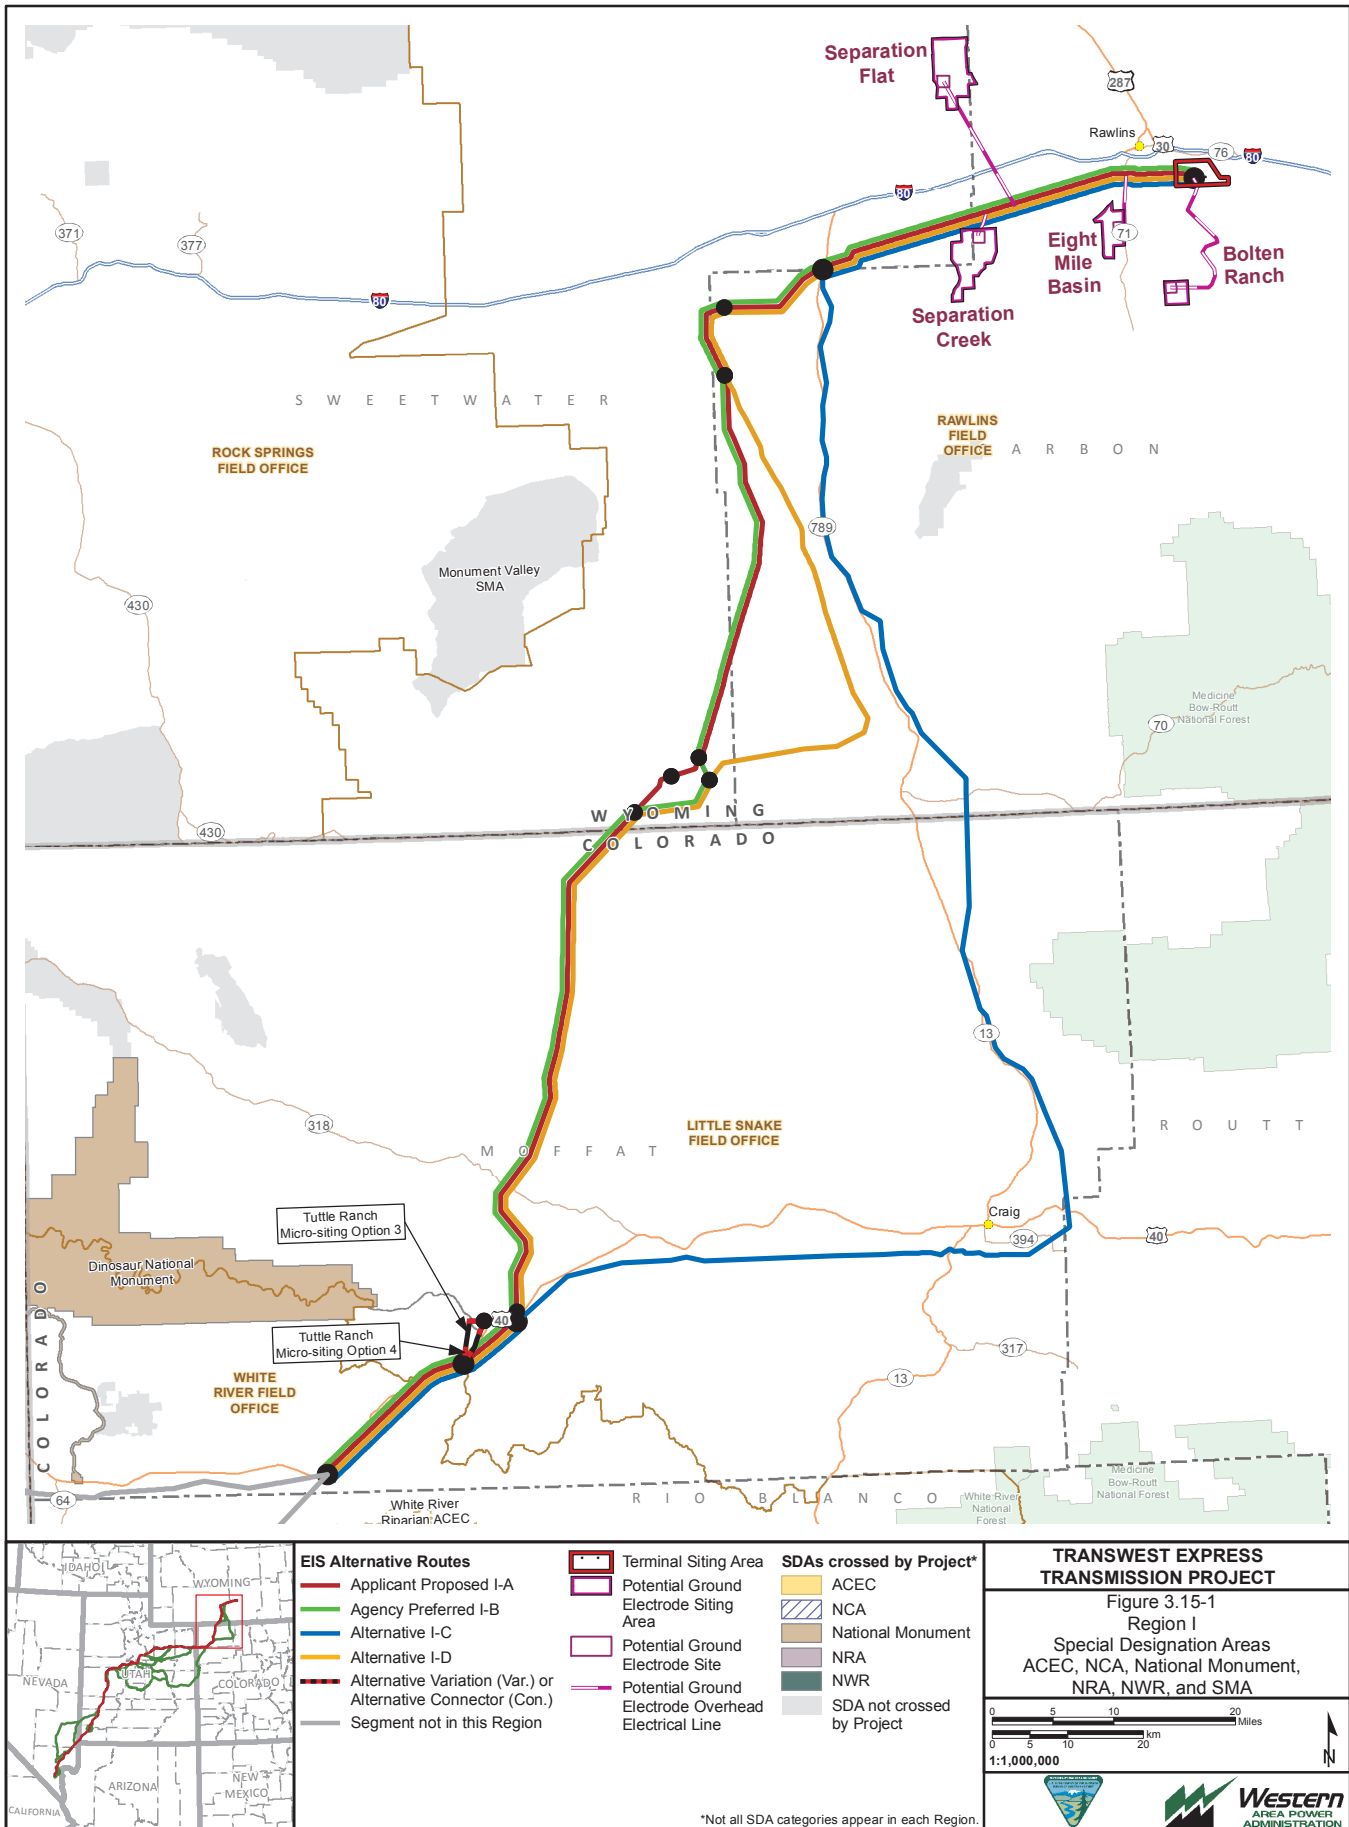 Separation
Flat
287
Rawlins
30
76
80
80
371
377
80
71
Eight
Mile
Basin
Bolten
Ranch
Separation
Creek
S W E E T W A T E R
ROCK SPRINGS
FIELD OFFICE
RAWLINS
FIELD
OFFICE
A R B O N
789
Monument Valley
SMA
430
Medicine
Bow-Routt
National Forest
70
430
W Y O M I N G
C O L O R A D O
13
318
LITTLE SNAKE
FIELD OFFICE
M O F F A T
R O U T T
Tuttle Ranch
Micro-siting Option 3
Craig
394
40
Dinosaur National
Monument
40
Tuttle Ranch
Micro-siting Option 4
317
13
WHITE
RIVER FIELD
OFFICE
C O L O R A D O
64
White River
Riparian ACEC
R I O B L A N C O
White River
National
Forest
Medicine
Bow-Routt
National Forest
IDAHO
WYOMING
NEVADA
UTAH
COLORADO
ARIZONA
NEW
MEXICO
CALIFORNIA
EIS Alternative Routes
Applicant Proposed I-A
Agency Preferred I-B
Alternative I-C
Alternative I-D
Alternative Variation (Var.) or
Alternative Connector (Con.)
Segment not in this Region
Terminal Siting Area
Potential Ground
Electrode Siting
Area
Potential Ground
Electrode Site
Potential Ground
Electrode Overhead
Electrical Line
SDAs crossed by Project*
ACEC
NCA
National Monument
NRA
NWR
SDA not crossed
by Project
*Not all SDA categories appear in each Region.
TRANSWEST EXPRESS
TRANSMISSION PROJECT
Figure 3.15-1
Region I
Special Designation Areas
ACEC, NCA, National Monument,
NRA, NWR, and SMA
0 5 10 20
Miles
km
0 5 10 20
1:1,000,000
N
Western
AREA POWER
ADMINISTRATION